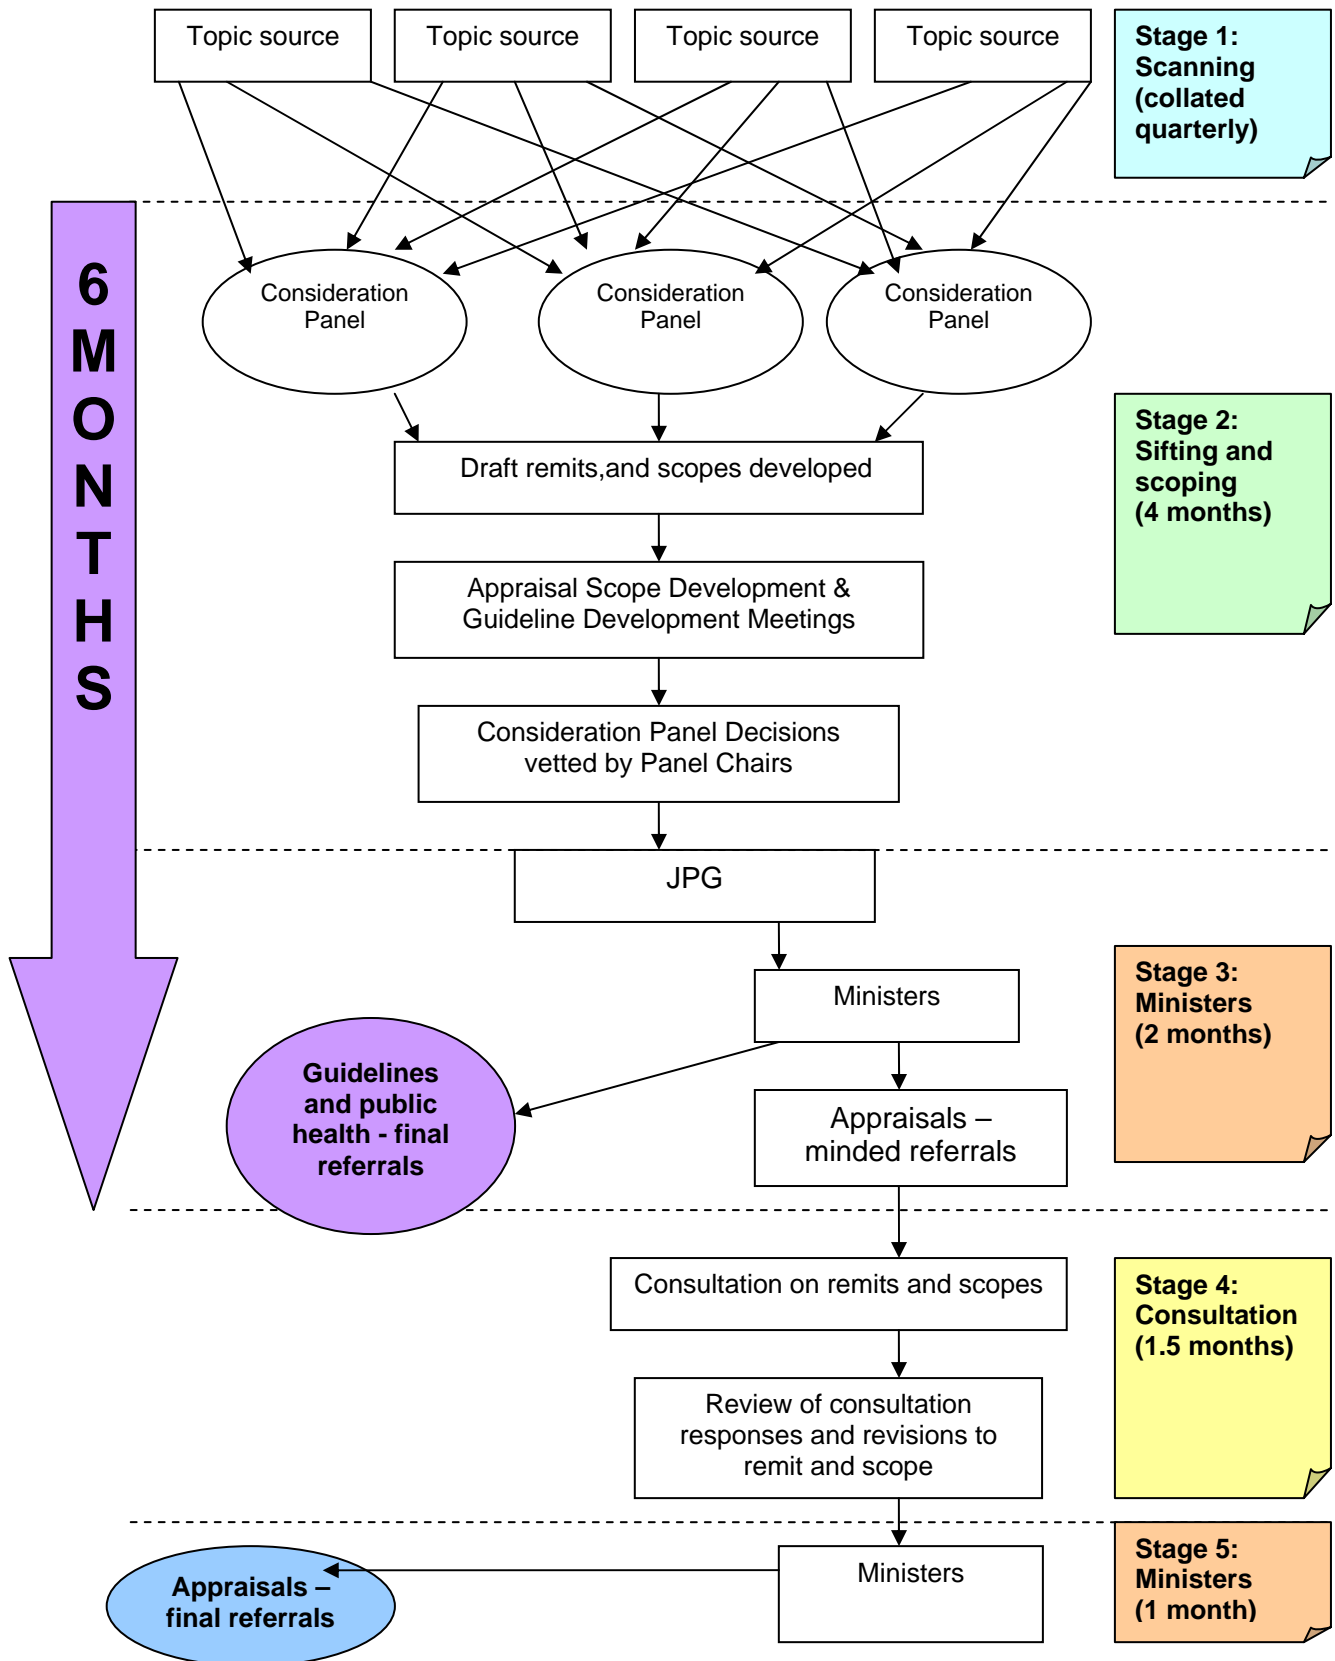 Topic source
Topic source
Topic source
Topic source
Stage 1:
Scanning
(collated
quarterly)
6
M
O
N
T
H
S
Consideration
Panel
Consideration
Panel
Consideration
Panel
Stage 2:
Sifting and
scoping
(4 months)
Draft remits,and scopes developed
Appraisal Scope Development &
Guideline Development Meetings
Consideration Panel Decisions
vetted by Panel Chairs
JPG
Stage 3:
Ministers
(2 months)
Ministers
Guidelines
and public
health - final
referrals
Appraisals –
minded referrals
Stage 4:
Consultation
(1.5 months)
Consultation on remits and scopes
Review of consultation
responses and revisions to
remit and scope
Stage 5:
Ministers
(1 month)
Ministers
Appraisals –
final referrals